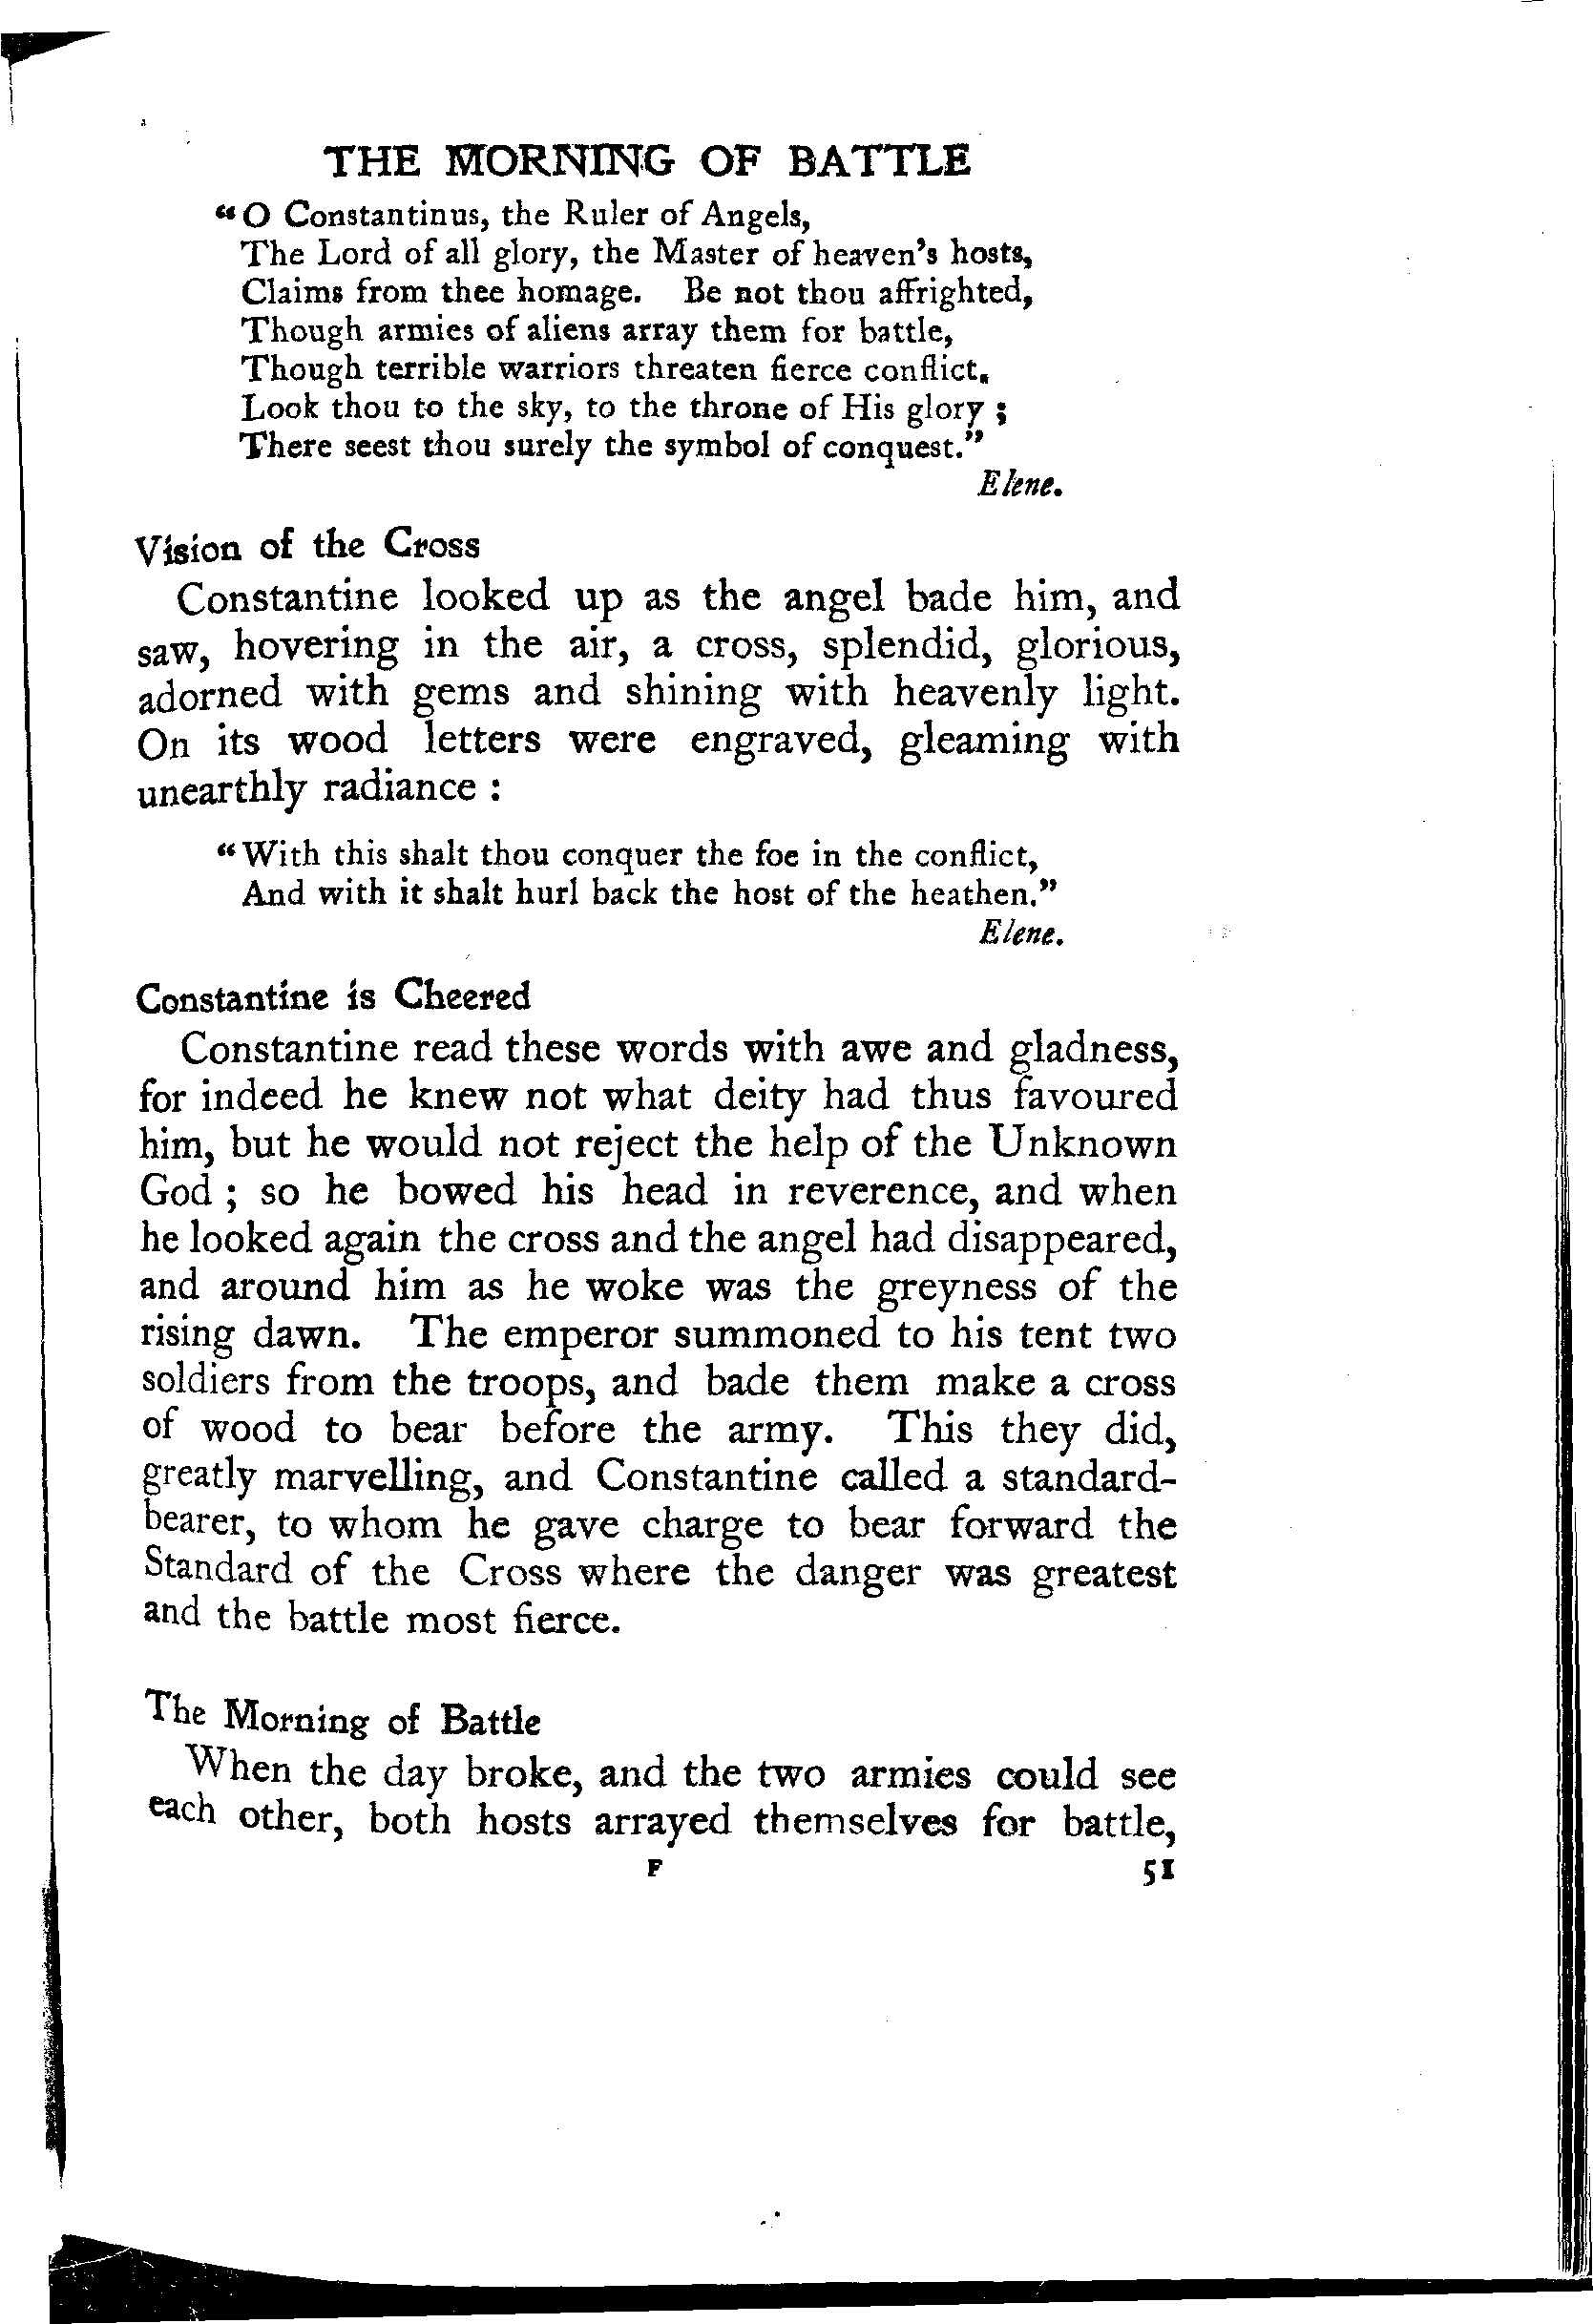 THE MORNING OF BATTLE
“O Constantinus, the Ruler of Angels,
The Lord of all glory, the Master of heaven’s hosts,
Claims from thee homage. Be not thou affrighted,
Though armies of aliens array them for battle,
Though terrible warriors threaten fierce conflict.
Look thou to the sky, to the throne of His glory ;
There seest thou surely the symbol of conquest.”
Elene.
Vision of the Cross
Constantine looked up as the angel bade him, and
saw, hovering in the air, a cross, splendid, glorious,
adorned with gems and shining with heavenly light.
On its wood letters were engraved, gleaming with
unearthly radiance :
“With this shalt thou conquer the foe in the conflict,
And with it shalt hurl back the host of the heathen.”
Elene.
Constantine is Cheered
Constantine read these words with awe and gladness,
for indeed he knew not what deity had thus favoured
him, but he would not reject the help of the Unknown
God ; so he bowed his head in reverence, and when
he looked again the cross and the angel had disappeared,
and around him as he woke was the greyness of the
rising dawn. The emperor summoned to his tent two
soldiers from the troops, and bade them make a cross
of wood to bear before the army. This they did,
greatly marvelling, and Constantine called a standard-
bearer, to whom he gave charge to bear forward the
Standard of the Cross where the danger was greatest
and the battle most fierce.
The Morning of Battle
When the day broke, and the two armies could see
each other, both hosts arrayed themselves for battle,
F 51